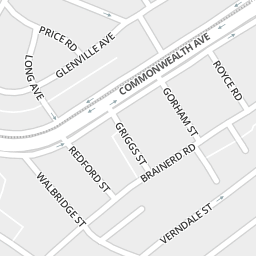 PRICE RD
GLENVILLE AVE
COMMONWEALTH AVE
LONG AVE
ROYCE RD
GORHAM ST
GRIGGS ST
BRAINERD RD
REDFORD ST
WALBRIDGE ST
VERNDALE ST